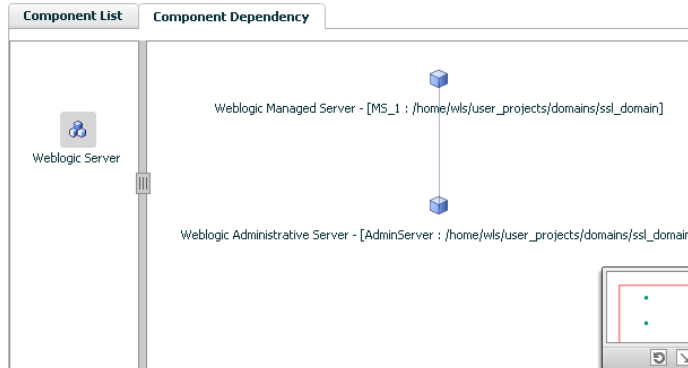 Component List
Component Dependency
Weblogic Managed Server - [MS_1 : /home/wls/user_projects/domains/ssl_domain]
Weblogic Server
Weblogic Administrative Server - [AdminServer : /home/wls/user_projects/domains/ssl_domain